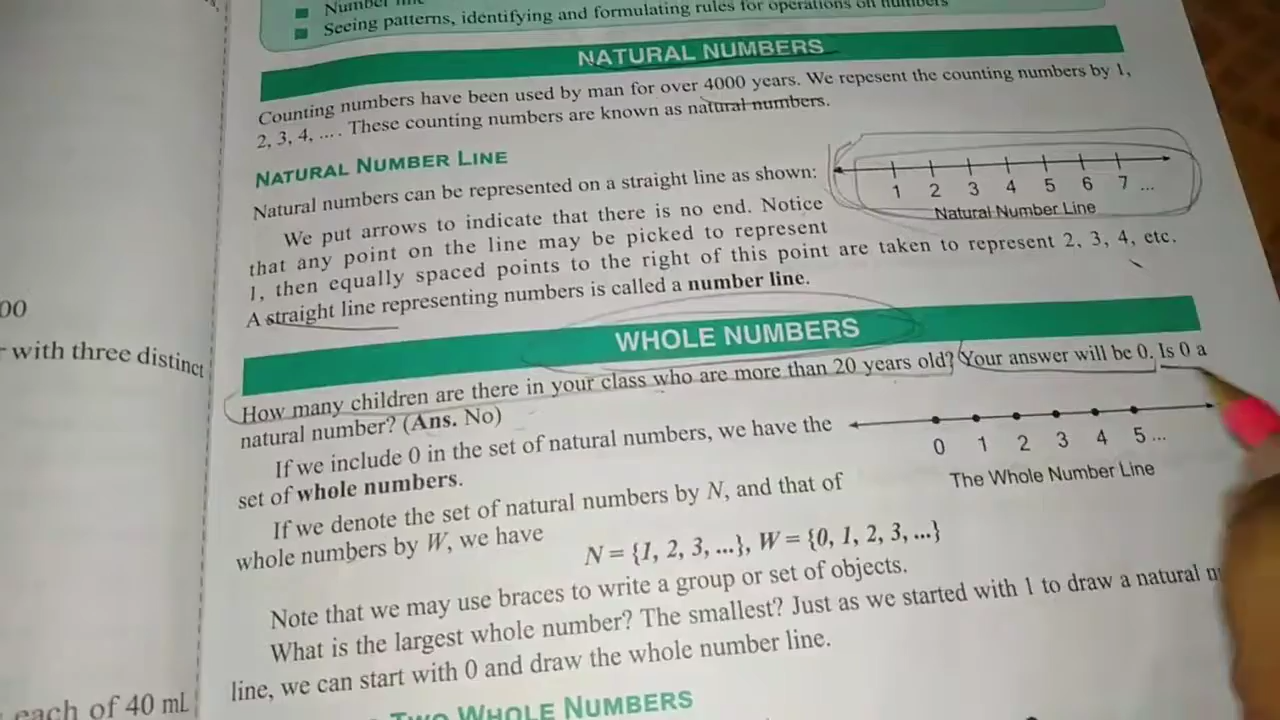 Number line
Seeing patterns, identifying and formulating rules for operations on numbers
NATURAL NUMBERS
Counting numbers have been used by man for over 4000 years. We repesent the counting numbers by 1,
2, 3, 4, .... These counting numbers are known as natural numbers.
NATURAL NUMBER LINE
Natural numbers can be represented on a straight line as shown:
1 2 3 4 5 6 7 ...
Natural Number Line
We put arrows to indicate that there is no end. Notice
that any point on the line may be picked to represent
1, then equally spaced points to the right of this point are taken to represent 2, 3, 4, etc.
A straight line representing numbers is called a number line.
00
with three distinct
WHOLE NUMBERS
How many children are there in your class who are more than 20 years old? Your answer will be 0. Is 0 a
natural number? (Ans. No)
If we include 0 in the set of natural numbers, we have the
set of whole numbers.
0 1 2 3 4 5 ...
The Whole Number Line
If we denote the set of natural numbers by N, and that of
whole numbers by W, we have
N = {1, 2, 3, ...}, W = {0, 1, 2, 3, ...}
Note that we may use braces to write a group or set of objects.
What is the largest whole number? The smallest? Just as we started with 1 to draw a natural
line, we can start with 0 and draw the whole number line.
each of 40 mL
TWO WHOLE NUMBERS